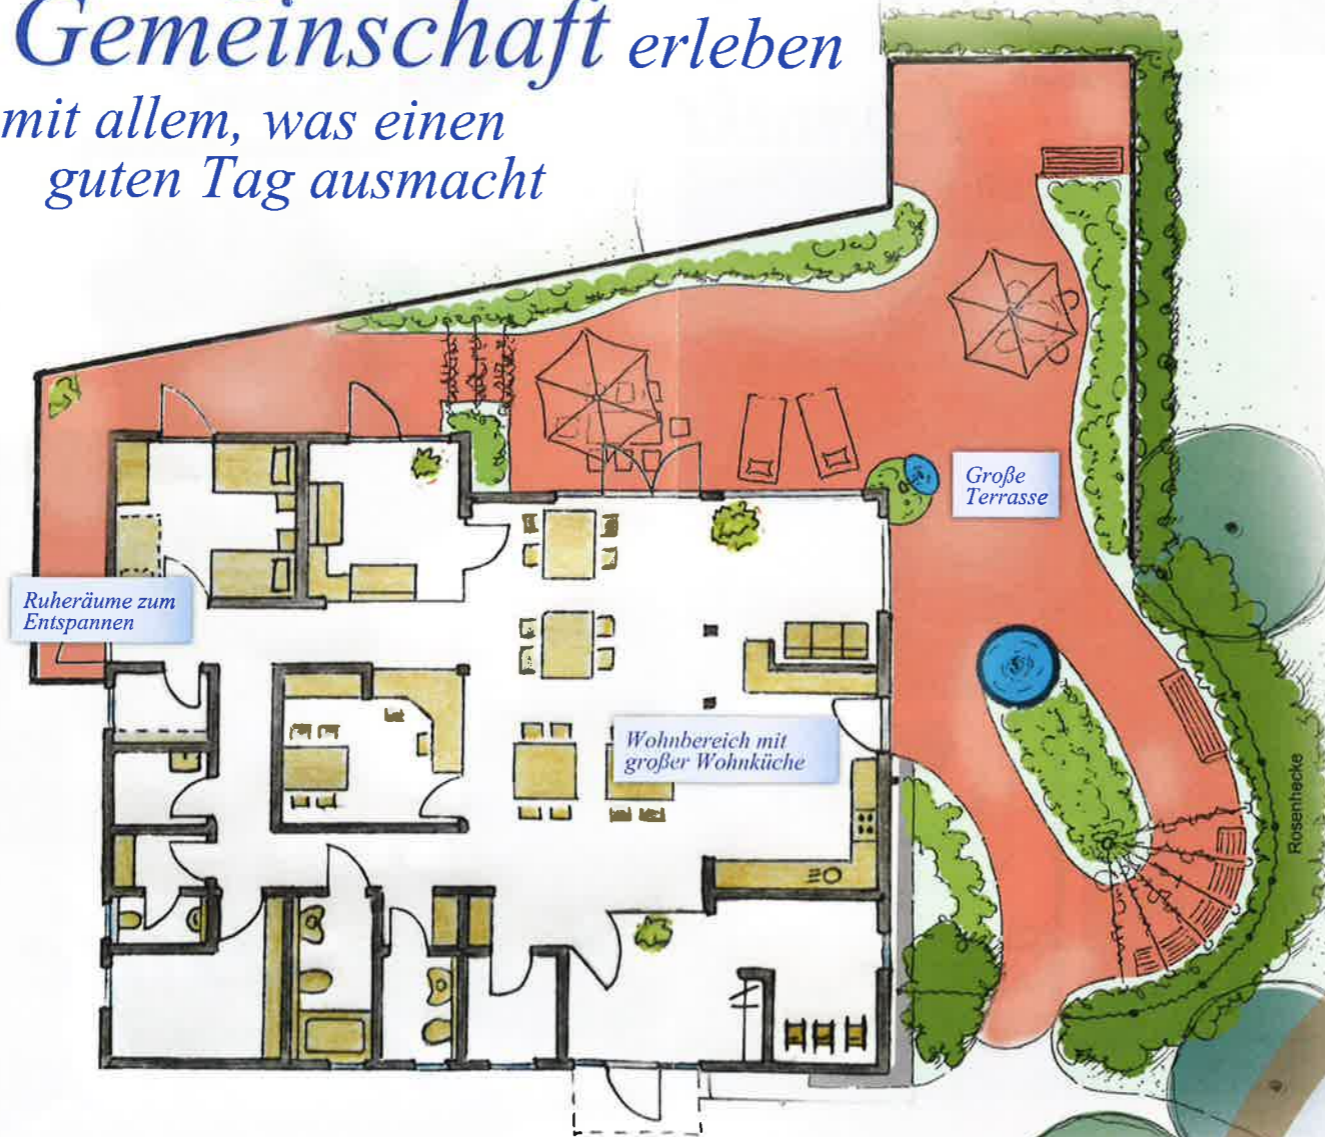 Gemeinschaft erleben
mit allem, was einen
guten Tag ausmacht
Große
Terrasse
Ruheräume zum
Entspannen
Wohnbereich mit
großer Wohnküche
Rosenhecke